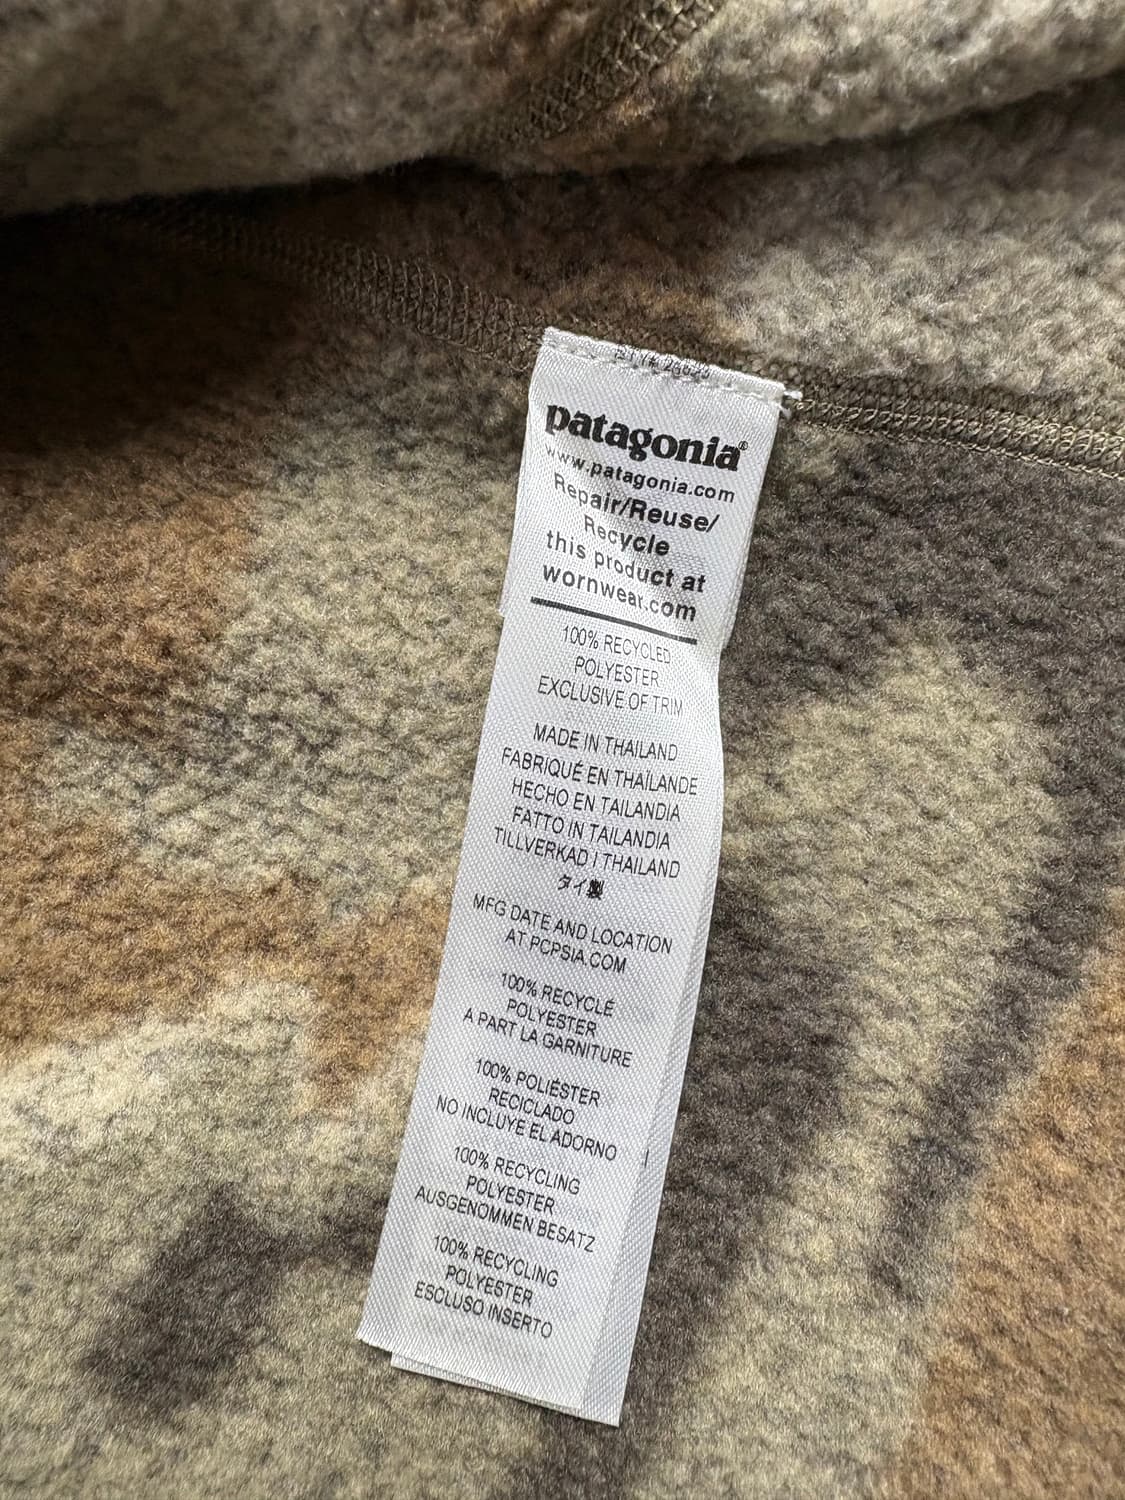 patagonia®
www.patagonia.com
Repair/Reuse/
Recycle
this product at
wornwear.com
100% RECYCLED
POLYESTER
EXCLUSIVE OF TRIM
MADE IN THAILAND
FABRIQUÉ EN THAÏLANDE
HECHO EN TAILANDIA
FATTO IN TAILANDIA
TILLVERKAD I THAILAND
タイ製
MFG DATE AND LOCATION
AT PCPSIA.COM
100% RECYCLÉ
POLYESTER
A PART LA GARNITURE
100% POLIÉSTER
RECICLADO
NO INCLUYE EL ADORNO
100% RECYCLING
POLYESTER
AUSGENOMMEN BESATZ
100% RECYCLING
POLYESTER
ESCLUSO INSERTO